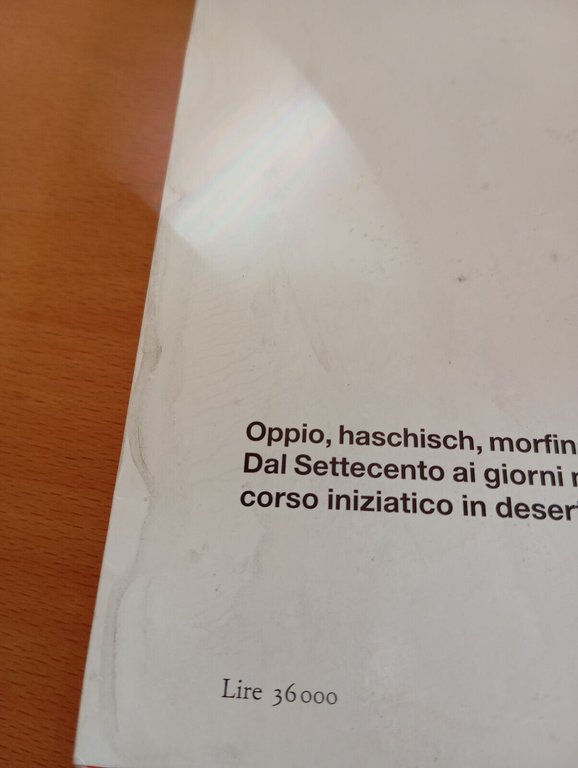 Oppio, haschisch, morfin
Dal Settecento ai giorni
corso iniziatico in deser
Lire 36000